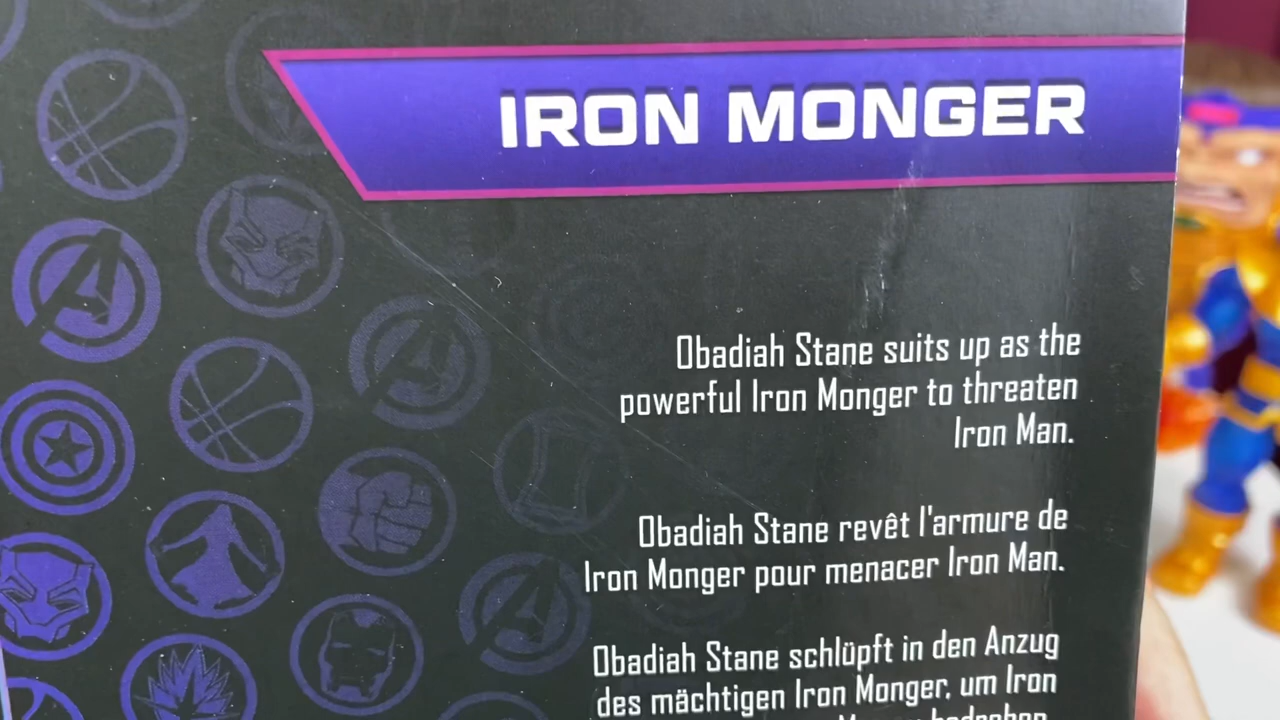 IRON MONGER
Obadiah Stane suits up as the
powerful Iron Monger to threaten
Iron Man.
Obadiah Stane revêt l'armure de
Iron Monger pour menacer Iron Man.
Obadiah Stane schlüpft in den Anzug
des mächtigen Iron Monger, um Iron
bedrohen.